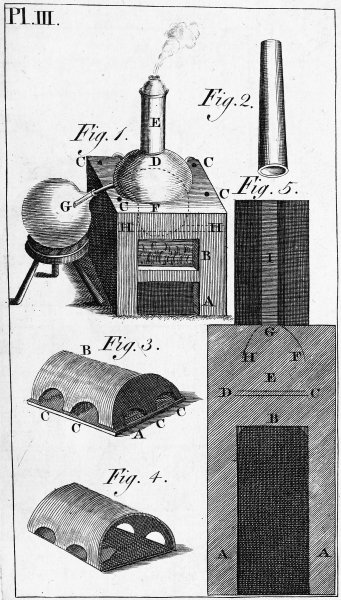 Pl. III.
Fig. 1.
E
C D C
C
C F
G
H H
B
A
Fig. 2.
Fig. 5.
I
G
H F
E
D C
B
A A
Fig. 3.
B
C C A C C
Fig. 4.